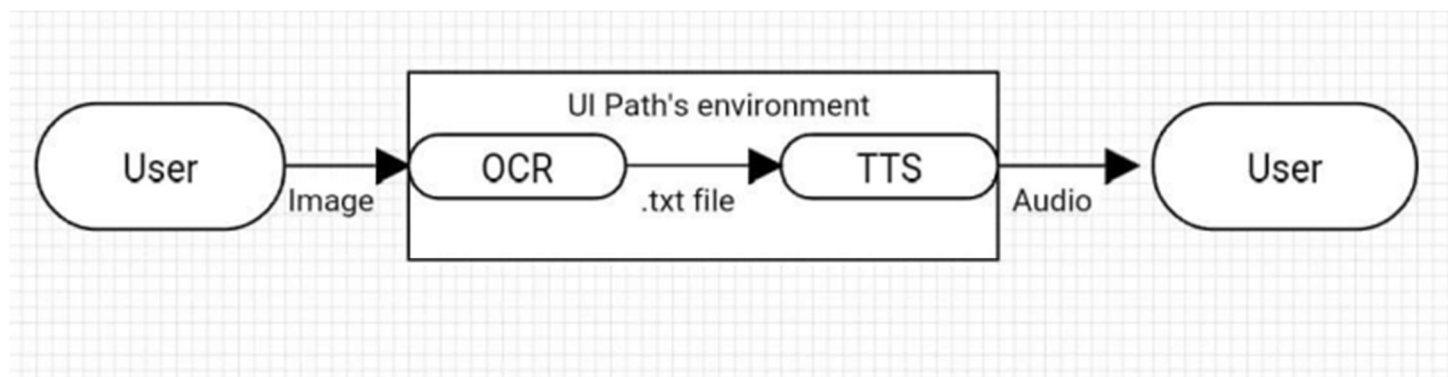 UI Path's environment
User
OCR
TTS
User
Image
.txt file
Audio